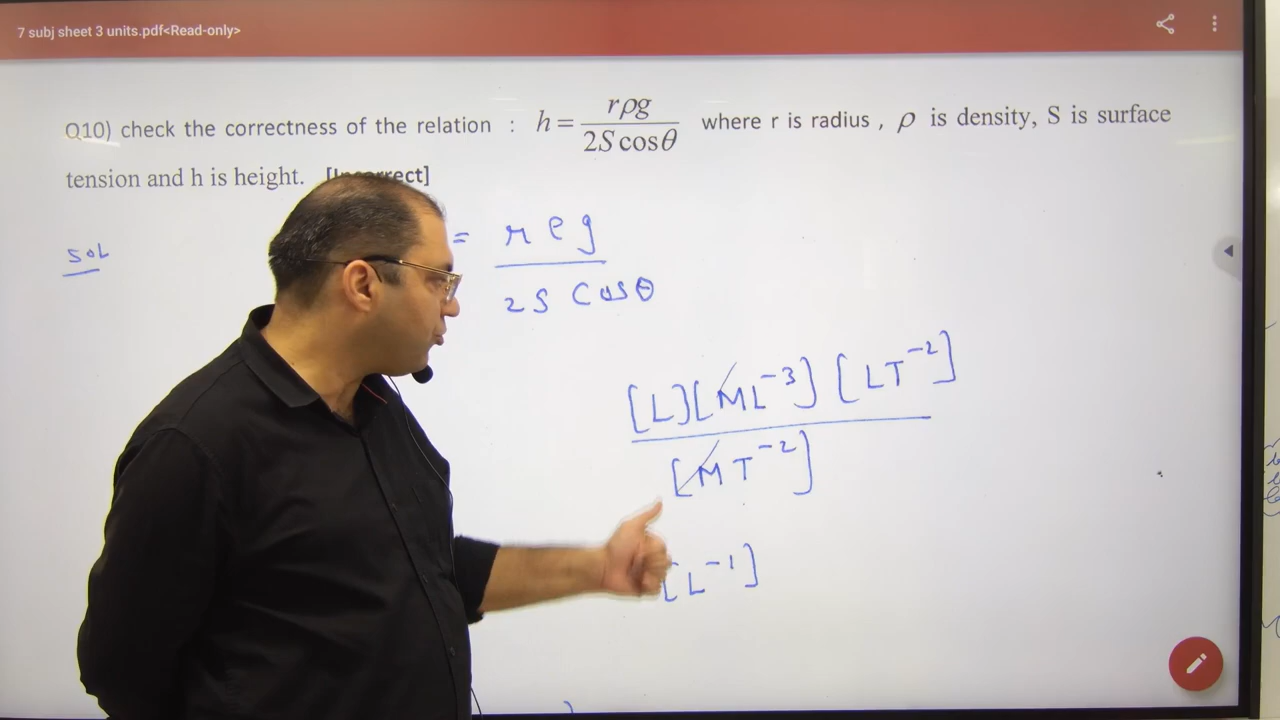 7 subj sheet 3 units.pdf<Read-only>
Q10) check the correctness of the relation : h = rρg / 2S cosθ where r is radius , ρ is density, S is surface
tension and h is height.
sol
= r ρ g
2S Cosθ
[L][ML⁻³] [LT⁻²]
[MT⁻²]
[L⁻¹]